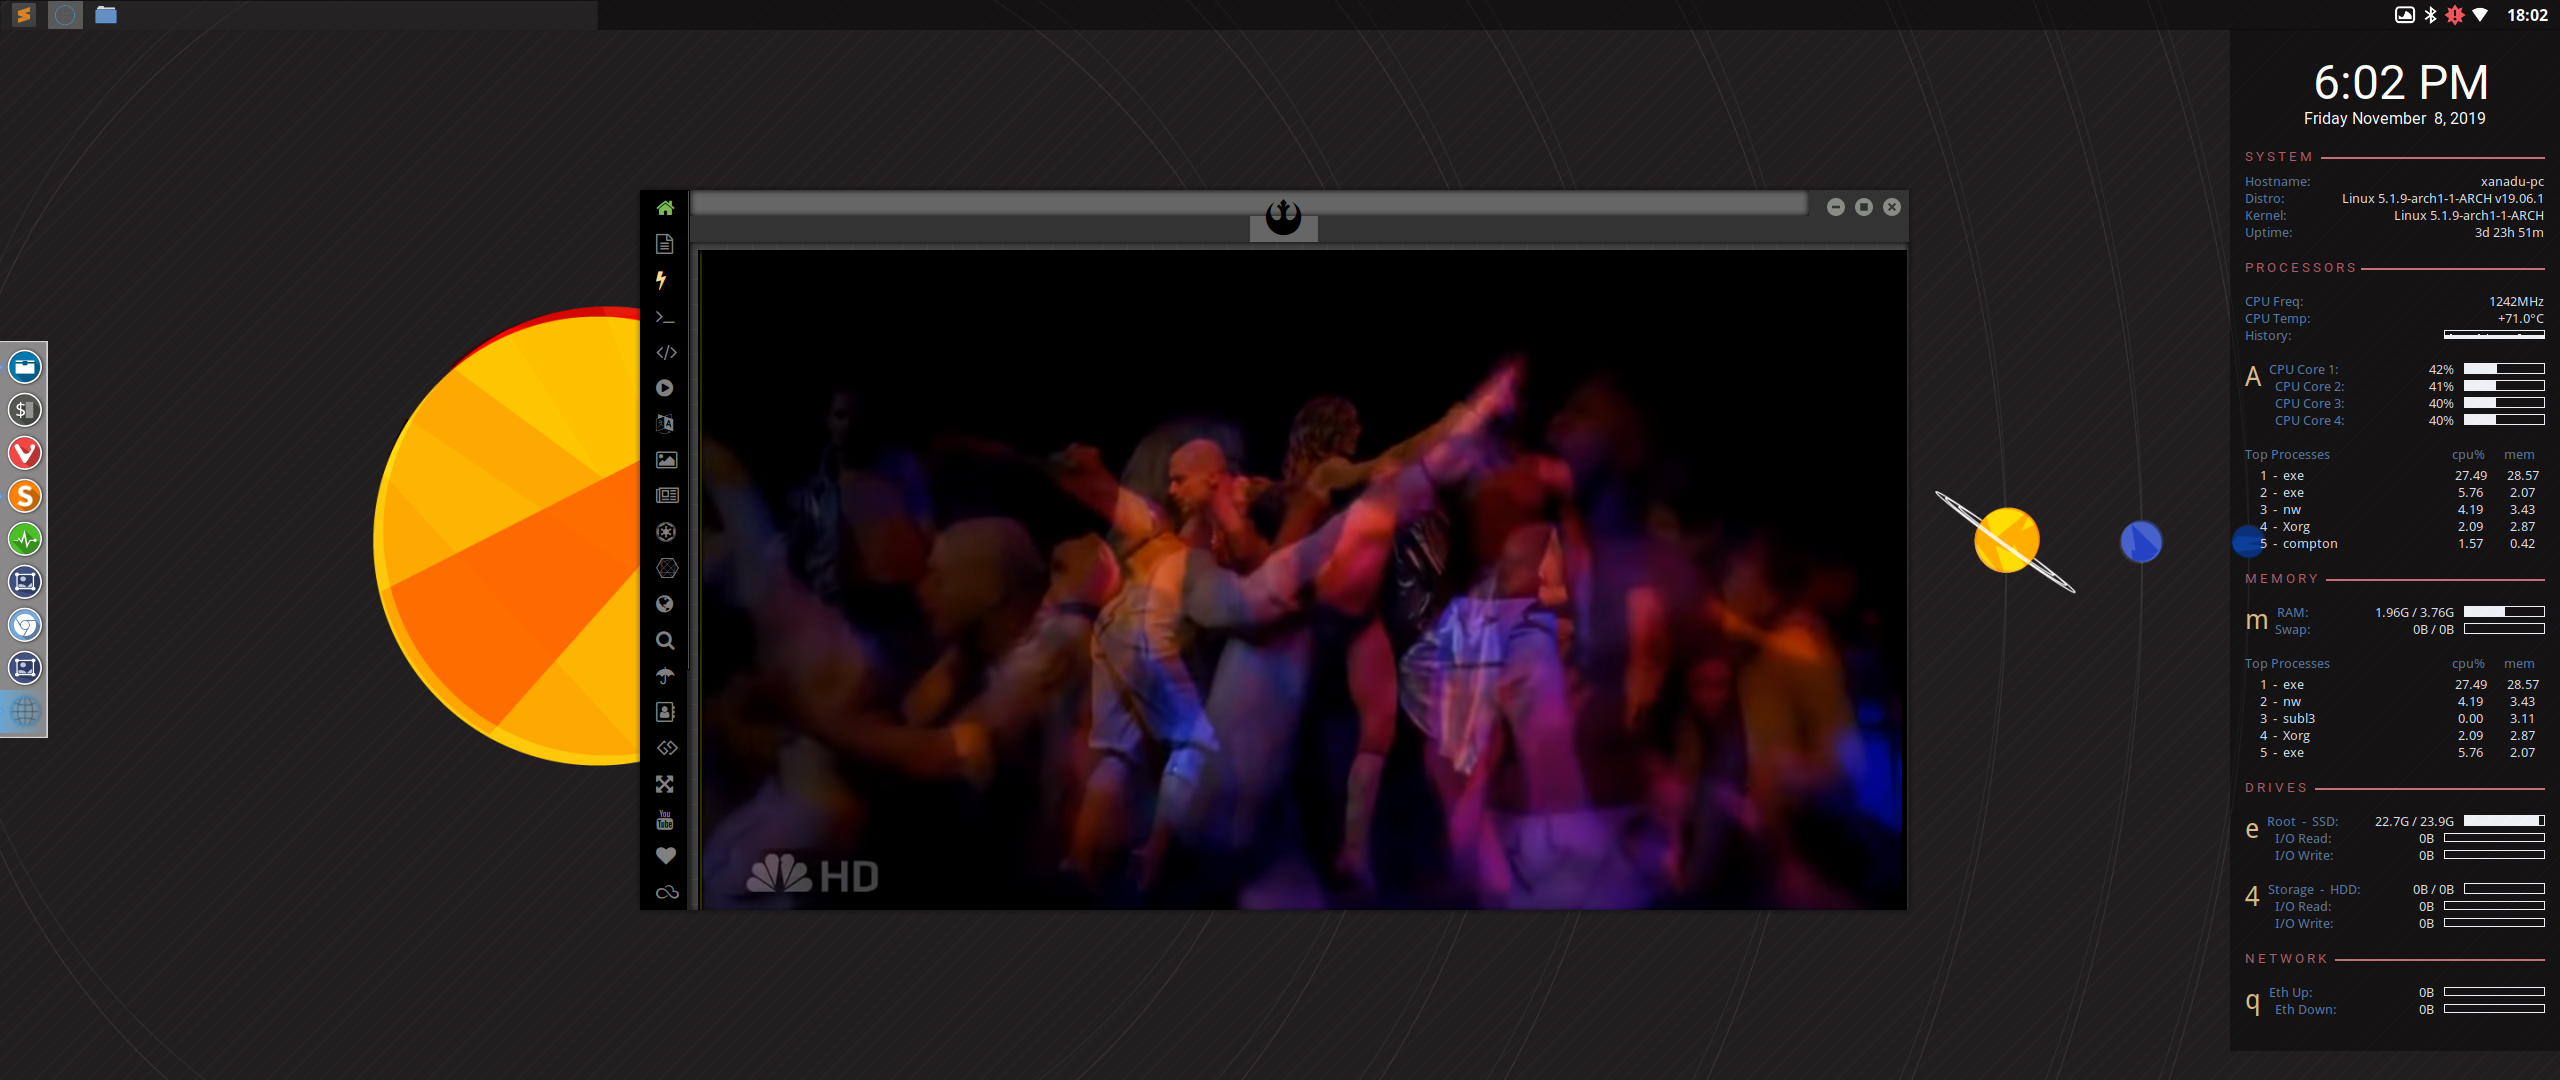 18:02
6:02 PM
Friday November 8, 2019
SYSTEM
Hostname: xanadu-pc
Distro: Linux 5.1.9-arch1-1-ARCH v19.06.1
Kernel: Linux 5.1.9-arch1-1-ARCH
Uptime: 3d 23h 51m
PROCESSORS
CPU Freq: 1242MHz
CPU Temp: +71.0°C
History:
A CPU Core 1: 42%
CPU Core 2: 41%
CPU Core 3: 40%
CPU Core 4: 40%
Top Processes cpu% mem
1 - exe 27.49 28.57
2 - exe 5.76 2.07
3 - nw 4.19 3.43
4 - Xorg 2.09 2.87
5 - compton 1.57 0.42
MEMORY
m RAM: 1.96G / 3.76G
Swap: 0B / 0B
Top Processes cpu% mem
1 - exe 27.49 28.57
2 - nw 4.19 3.43
3 - subl3 0.00 3.11
4 - Xorg 2.09 2.87
5 - exe 5.76 2.07
DRIVES
e Root - SSD: 22.7G / 23.9G
I/O Read: 0B
I/O Write: 0B
4 Storage - HDD: 0B / 0B
I/O Read: 0B
I/O Write: 0B
NETWORK
q Eth Up: 0B
Eth Down: 0B
$
S
You
Tube
HD